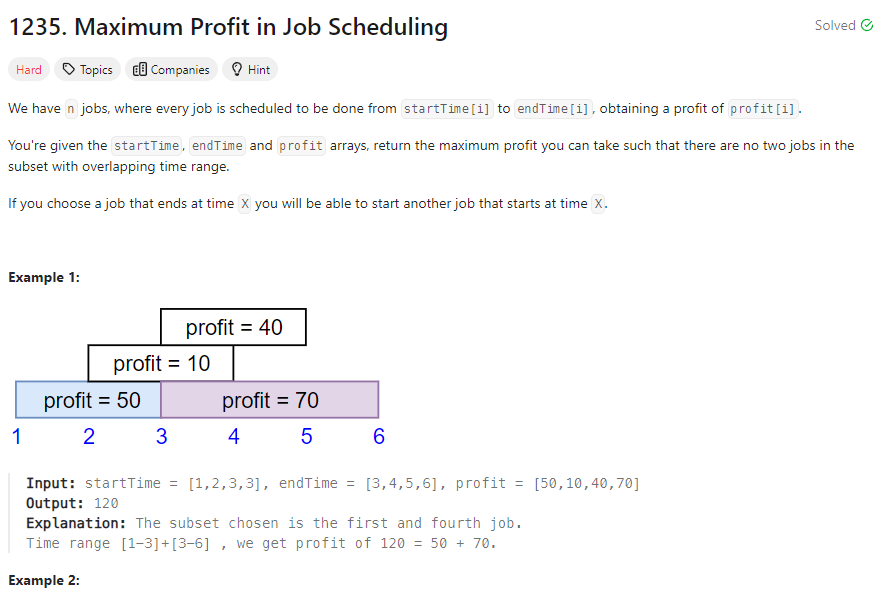 1235. Maximum Profit in Job Scheduling
Solved
Hard Topics Companies Hint
We have n jobs, where every job is scheduled to be done from startTime[i] to endTime[i], obtaining a profit of profit[i].
You're given the startTime, endTime and profit arrays, return the maximum profit you can take such that there are no two jobs in the
subset with overlapping time range.
If you choose a job that ends at time X you will be able to start another job that starts at time X.
Example 1:
profit = 40
profit = 10
profit = 50 profit = 70
1 2 3 4 5 6
Input: startTime = [1,2,3,3], endTime = [3,4,5,6], profit = [50,10,40,70]
Output: 120
Explanation: The subset chosen is the first and fourth job.
Time range [1-3]+[3-6] , we get profit of 120 = 50 + 70.
Example 2: